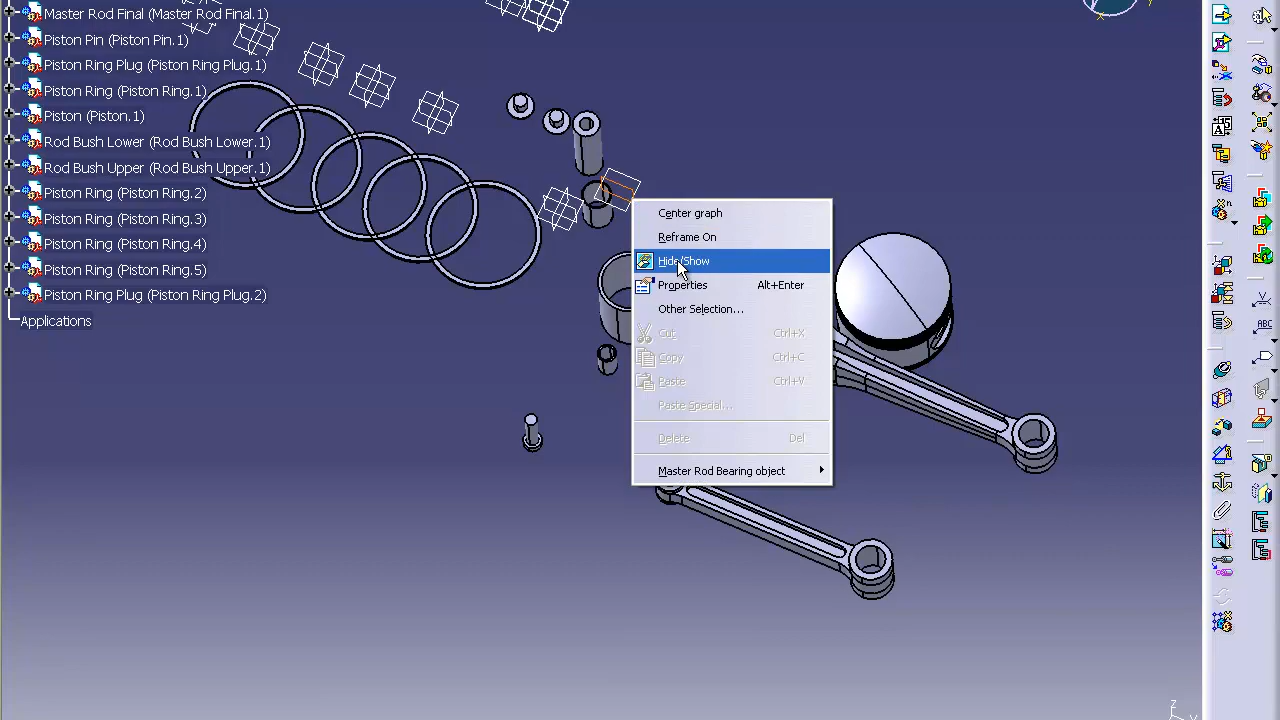 Master Rod Final (Master Rod Final.1)
Piston Pin (Piston Pin.1)
Piston Ring Plug (Piston Ring Plug.1)
Piston Ring (Piston Ring.1)
Piston (Piston.1)
Rod Bush Lower (Rod Bush Lower.1)
Rod Bush Upper (Rod Bush Upper.1)
Piston Ring (Piston Ring.2)
Piston Ring (Piston Ring.3)
Piston Ring (Piston Ring.4)
Piston Ring (Piston Ring.5)
Piston Ring Plug (Piston Ring Plug.2)
Applications
Center graph
Reframe On
Hide/Show
Properties Alt+Enter
Other Selection...
Cut Ctrl+X
Copy Ctrl+C
Paste Ctrl+V
Paste Special...
Delete Del
Master Rod Bearing object
ABC
Z